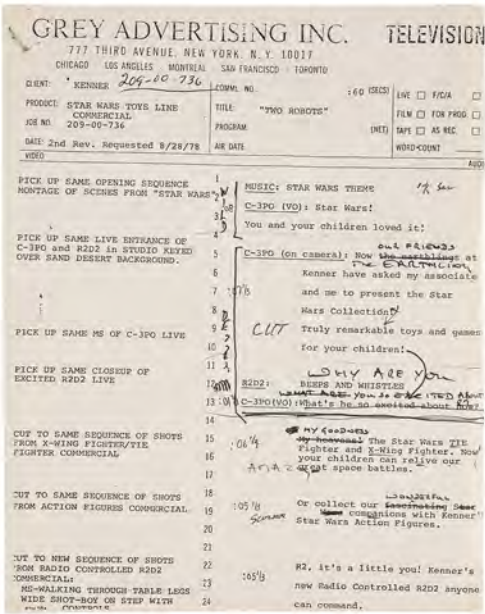 GREY ADVERTISING INC. TELEVISION
777 THIRD AVENUE, NEW YORK, N. Y. 10017
CHICAGO LOS ANGELES MONTREAL SAN FRANCISCO TORONTO
CLIENT: KENNER 209-00-736
COMML. NO. :60 (SECS)
LIVE F/C/A
PRODUCT: STAR WARS TOYS LINE
COMMERCIAL
TITLE: "TWO ROBOTS"
FILM FOR PROD
JOB NO. 209-00-736
PROGRAM: (NET)
TAPE AS REC.
DATE: 2nd Rev. Requested 8/28/78
AIR DATE
WORD-COUNT
VIDEO
AUD
PICK UP SAME OPENING SEQUENCE
MONTAGE OF SCENES FROM "STAR WARS"
1
2
3
MUSIC: STAR WARS THEME
C-3PO (VO): Star Wars!
You and your children loved it!
PICK UP SAME LIVE ENTRANCE OF
C-3PO and R2D2 in STUDIO KEYED
OVER SAND DESERT BACKGROUND.
4
5
6
7
8
OUR FRIENDS
C-3PO (on camera): Now the earthlings at
Kenner have asked my associate
and me to present the Star
Wars Collection
PICK UP SAME MS OF C-3PO LIVE
9
10
CUT
Truly remarkable toys and games
for your children!
PICK UP SAME CLOSEUP OF
EXCITED R2D2 LIVE
11
12
13
14
WHY ARE YOU
R2D2: BEEPS AND WHISTLES
WHAT ARE YOU SO EXCITED ABOUT
C-3PO(VO): What's he so excited about now?
CUT TO SAME SEQUENCE OF SHOTS
FROM X-WING FIGHTER/TIE
FIGHTER COMMERCIAL
15
16
17
MY GOODNESS
My heavens! The Star Wars TIE
Fighter and X-Wing Fighter. Now
your children can relive our
great space battles.
CUT TO SAME SEQUENCE OF SHOTS
FROM ACTION FIGURES COMMERCIAL
18
19
20
WONDERFUL
Or collect our fascinating Star
Wars companions with Kenner'
Star Wars Action Figures.
CUT TO NEW SEQUENCE OF SHOTS
FROM RADIO CONTROLLED R2D2
COMMERCIAL:
MS-WALKING THROUGH TABLE LEGS
WIDE SHOT-BOY ON STEP WITH
CONTROLS
21
22
23
24
R2, it's a little you! Kenner's
new Radio Controlled R2D2 anyone
can command.